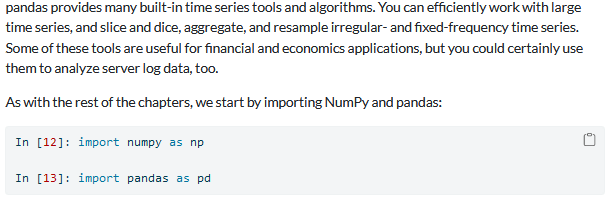 pandas provides many built-in time series tools and algorithms. You can efficiently work with large
time series, and slice and dice, aggregate, and resample irregular- and fixed-frequency time series.
Some of these tools are useful for financial and economics applications, but you could certainly use
them to analyze server log data, too.
As with the rest of the chapters, we start by importing NumPy and pandas:
In [12]: import numpy as np
In [13]: import pandas as pd